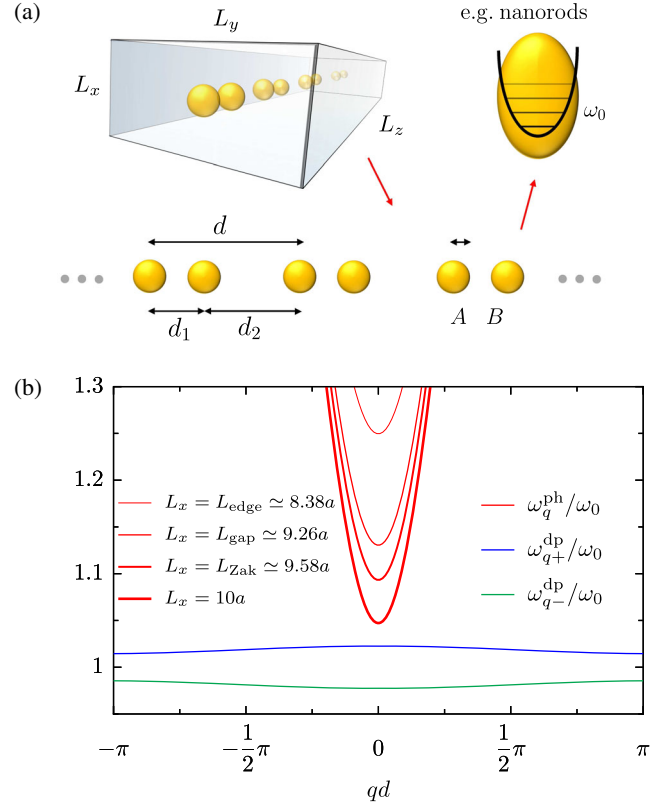 (a)
L_y
L_x
L_z
e.g. nanorods
ω_0
d
d_1
d_2
A B
(b)
1.3
1.2
1.1
1
L_x = L_edge ≃ 8.38a
L_x = L_gap ≃ 9.26a
L_x = L_Zak ≃ 9.58a
L_x = 10a
ω_q^ph/ω_0
ω_q+^dp/ω_0
ω_q−^dp/ω_0
−π −1/2π 0 1/2π π
qd